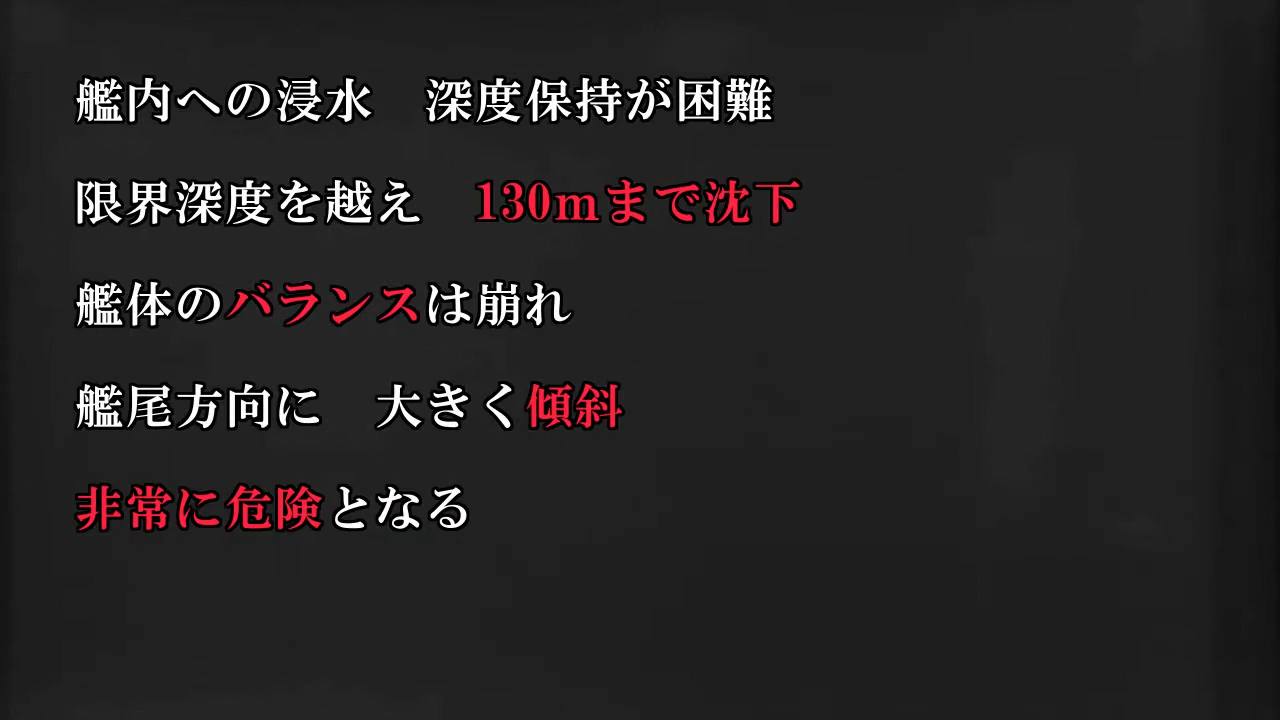 艦内への浸水　深度保持が困難
限界深度を越え　130mまで沈下
艦体のバランスは崩れ
艦尾方向に　大きく傾斜
非常に危険となる